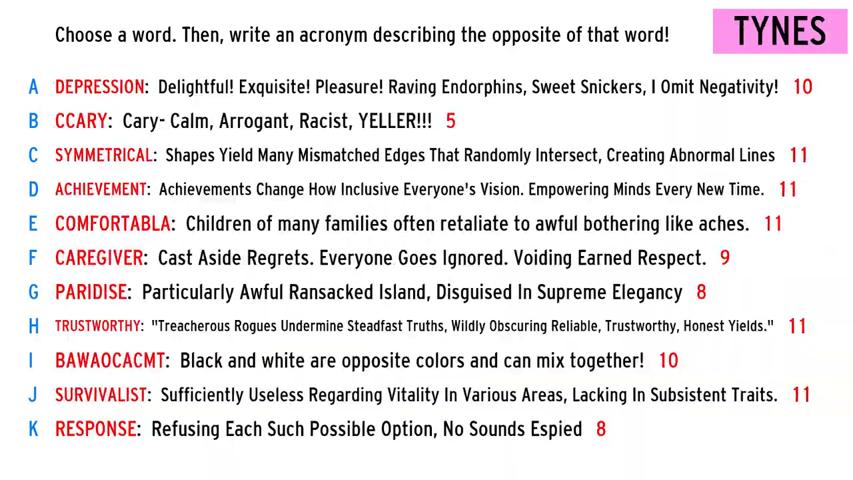 Choose a word. Then, write an acronym describing the opposite of that word!
TYNES
A DEPRESSION: Delightful! Exquisite! Pleasure! Raving Endorphins, Sweet Snickers, I Omit Negativity! 10
B CCARY: Cary- Calm, Arrogant, Racist, YELLER!!! 5
C SYMMETRICAL: Shapes Yield Many Mismatched Edges That Randomly Intersect, Creating Abnormal Lines 11
D ACHIEVEMENT: Achievements Change How Inclusive Everyone's Vision. Empowering Minds Every New Time. 11
E COMFORTABLA: Children of many families often retaliate to awful bothering like aches. 11
F CAREGIVER: Cast Aside Regrets. Everyone Goes Ignored. Voiding Earned Respect. 9
G PARIDISE: Particularly Awful Ransacked Island, Disguised In Supreme Elegancy 8
H TRUSTWORTHY: "Treacherous Rogues Undermine Steadfast Truths, Wildly Obscuring Reliable, Trustworthy, Honest Yields." 11
I BAWAOCACMT: Black and white are opposite colors and can mix together! 10
J SURVIVALIST: Sufficiently Useless Regarding Vitality In Various Areas, Lacking In Subsistent Traits. 11
K RESPONSE: Refusing Each Such Possible Option, No Sounds Espied 8